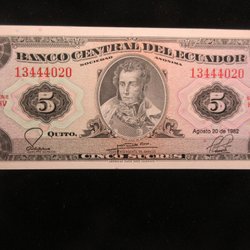 BANCO CENTRAL DEL ECUADOR
SOCIEDAD ANONIMA
13444020 13444020
5 5
QUITO,
Agosto 20 de 1982
CINCO SUCRES